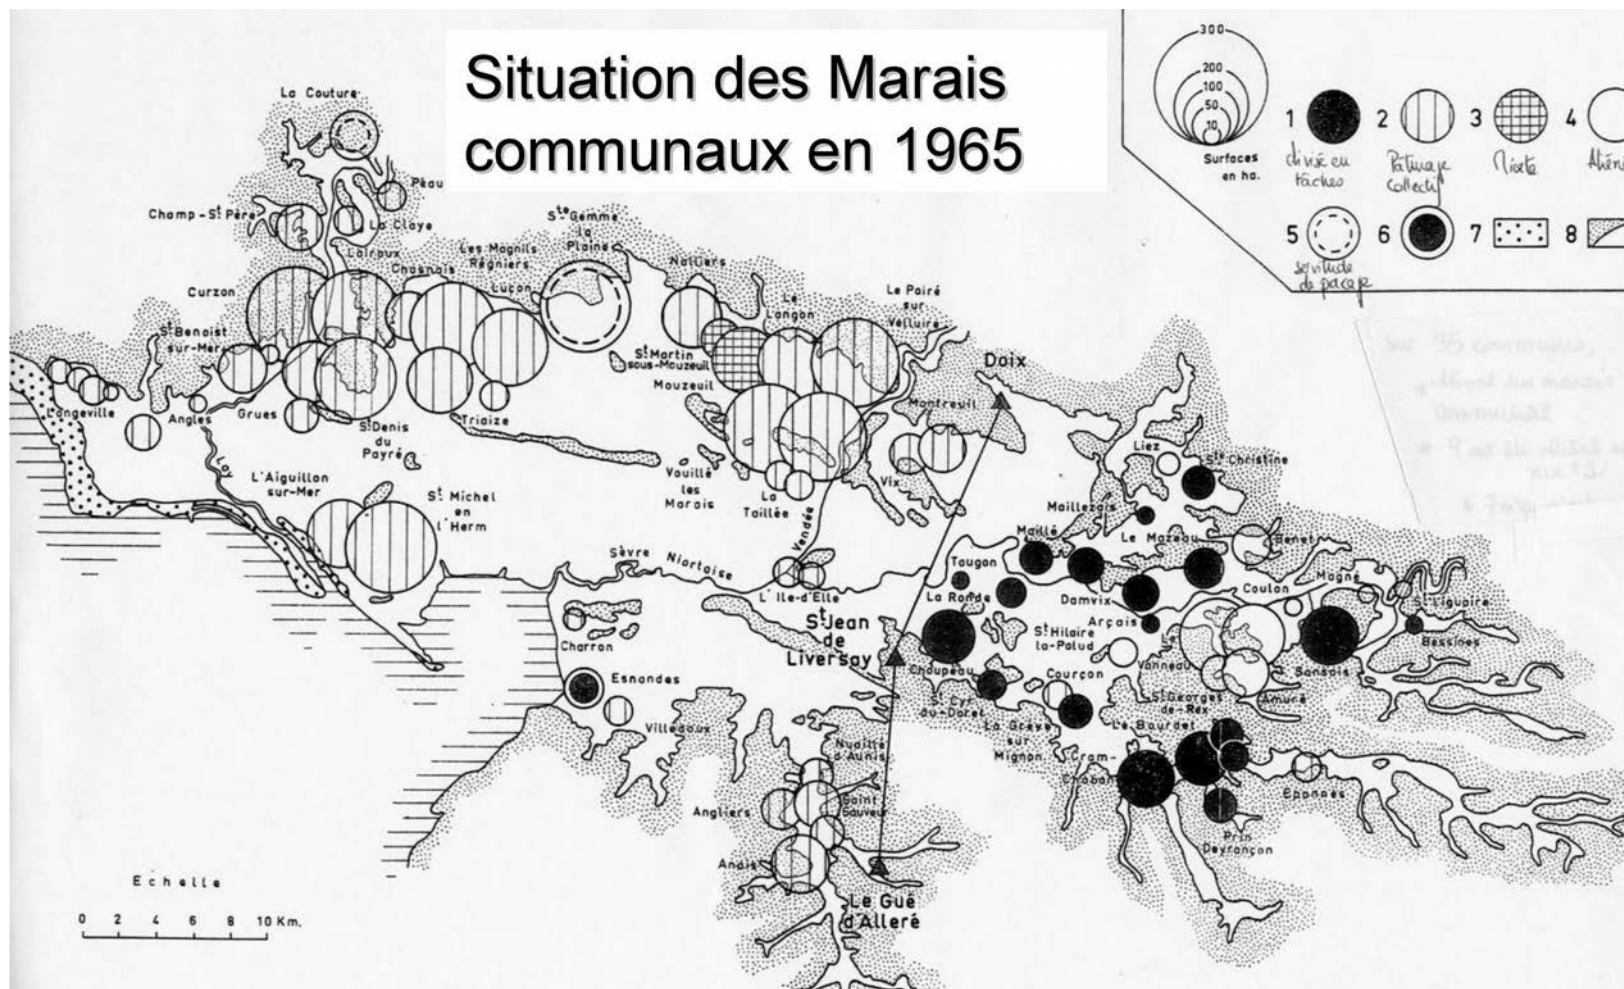 Situation des Marais
communaux en 1965
300
200
100
50
10
Surfaces
en ha.
1
divisé en
tâches
2
Pâturage
collectif
3
Mixte
4
5
servitude
de pacage
6
7
8
La Couture
Champ-St Père
La Claye
Ste Gemme
la
Plaine
Les Magnils
Régniers
Luçon
Chasnais
Lairoux
Curzon
St Benoist
sur-Mer
Nalliers
Le
Langon
Le Poiré
sur
Velluire
Doix
St Martin
sous-Mouzeuil
Mouzeuil
Montreuil
Longeville
Angles
Grues
St Denis
du
Payré
Triaize
Vouillé
les
Marais
La
Taillée
Vix
Liez
Ste Christine
Lay
L'Aiguillon
sur-Mer
St Michel
en
l'Herm
Vendée
Maillezais
Maillé
Le Mazeau
Benet
Sèvre
Niortaise
Taugon
L'Ile-d'Elle
La Ronde
Damvix
Coulon
Magné
St Liguaire
Arçais
Bessines
Charron
St Jean
de
Liversay
St Hilaire
la-Palud
Le
Vanneau
Sansais
Choupeau
Courçon
St Georges
de-Rex
Amuré
Esnandes
St Cyr
du-Doret
La Grève
sur
Mignon
Le Bourdet
Villedoux
Nuaillé
d'Aunis
Cram-
Chaban
Epannes
Angliers
Saint
Sauveur
Prin
Deyrançon
Anais
Le Gué
d'Alleré
Echelle
0 2 4 6 8 10 Km.